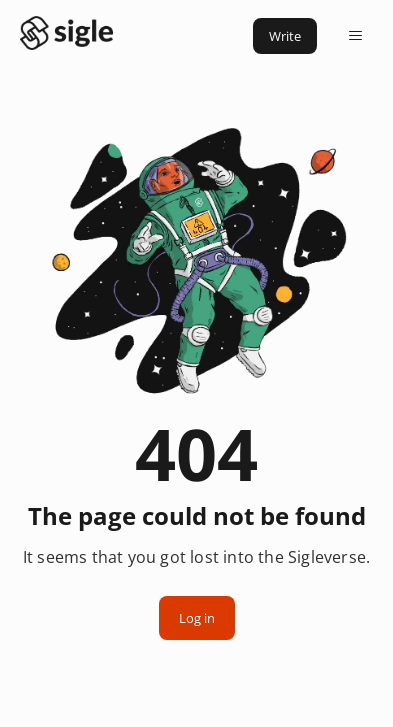 sigle
Write
404
404
The page could not be found
It seems that you got lost into the Sigleverse.
Log in